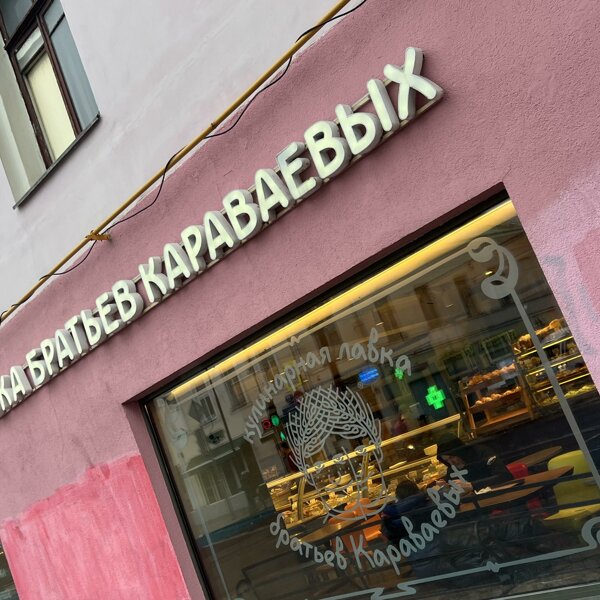 КА БРАТЬЕВ КАРАВАЕВЫХ
кулинарная лавка
братьев Караваевых